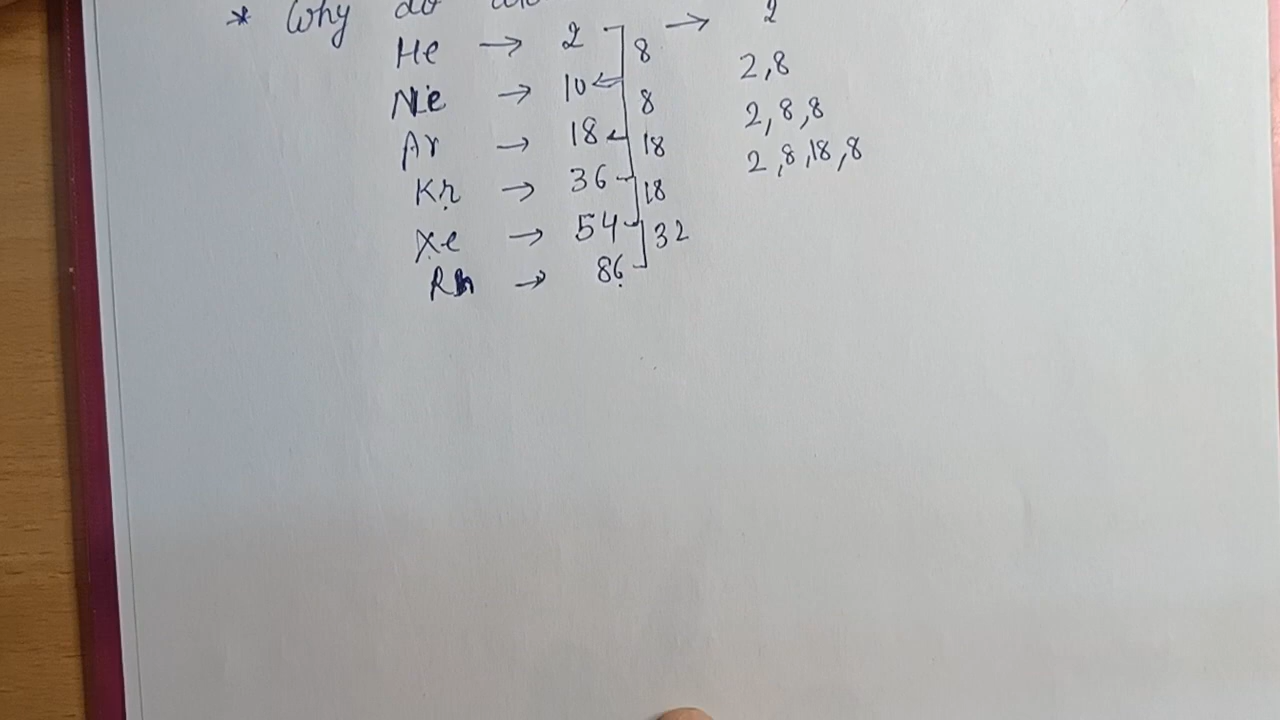 * Why do
He → 2 ] 8 → 2
Ne → 10 ] 8 2,8
Ar → 18 ] 18 2,8,8
Kr → 36 ] 18 2,8,18,8
Xe → 54 ] 32
Rn → 86